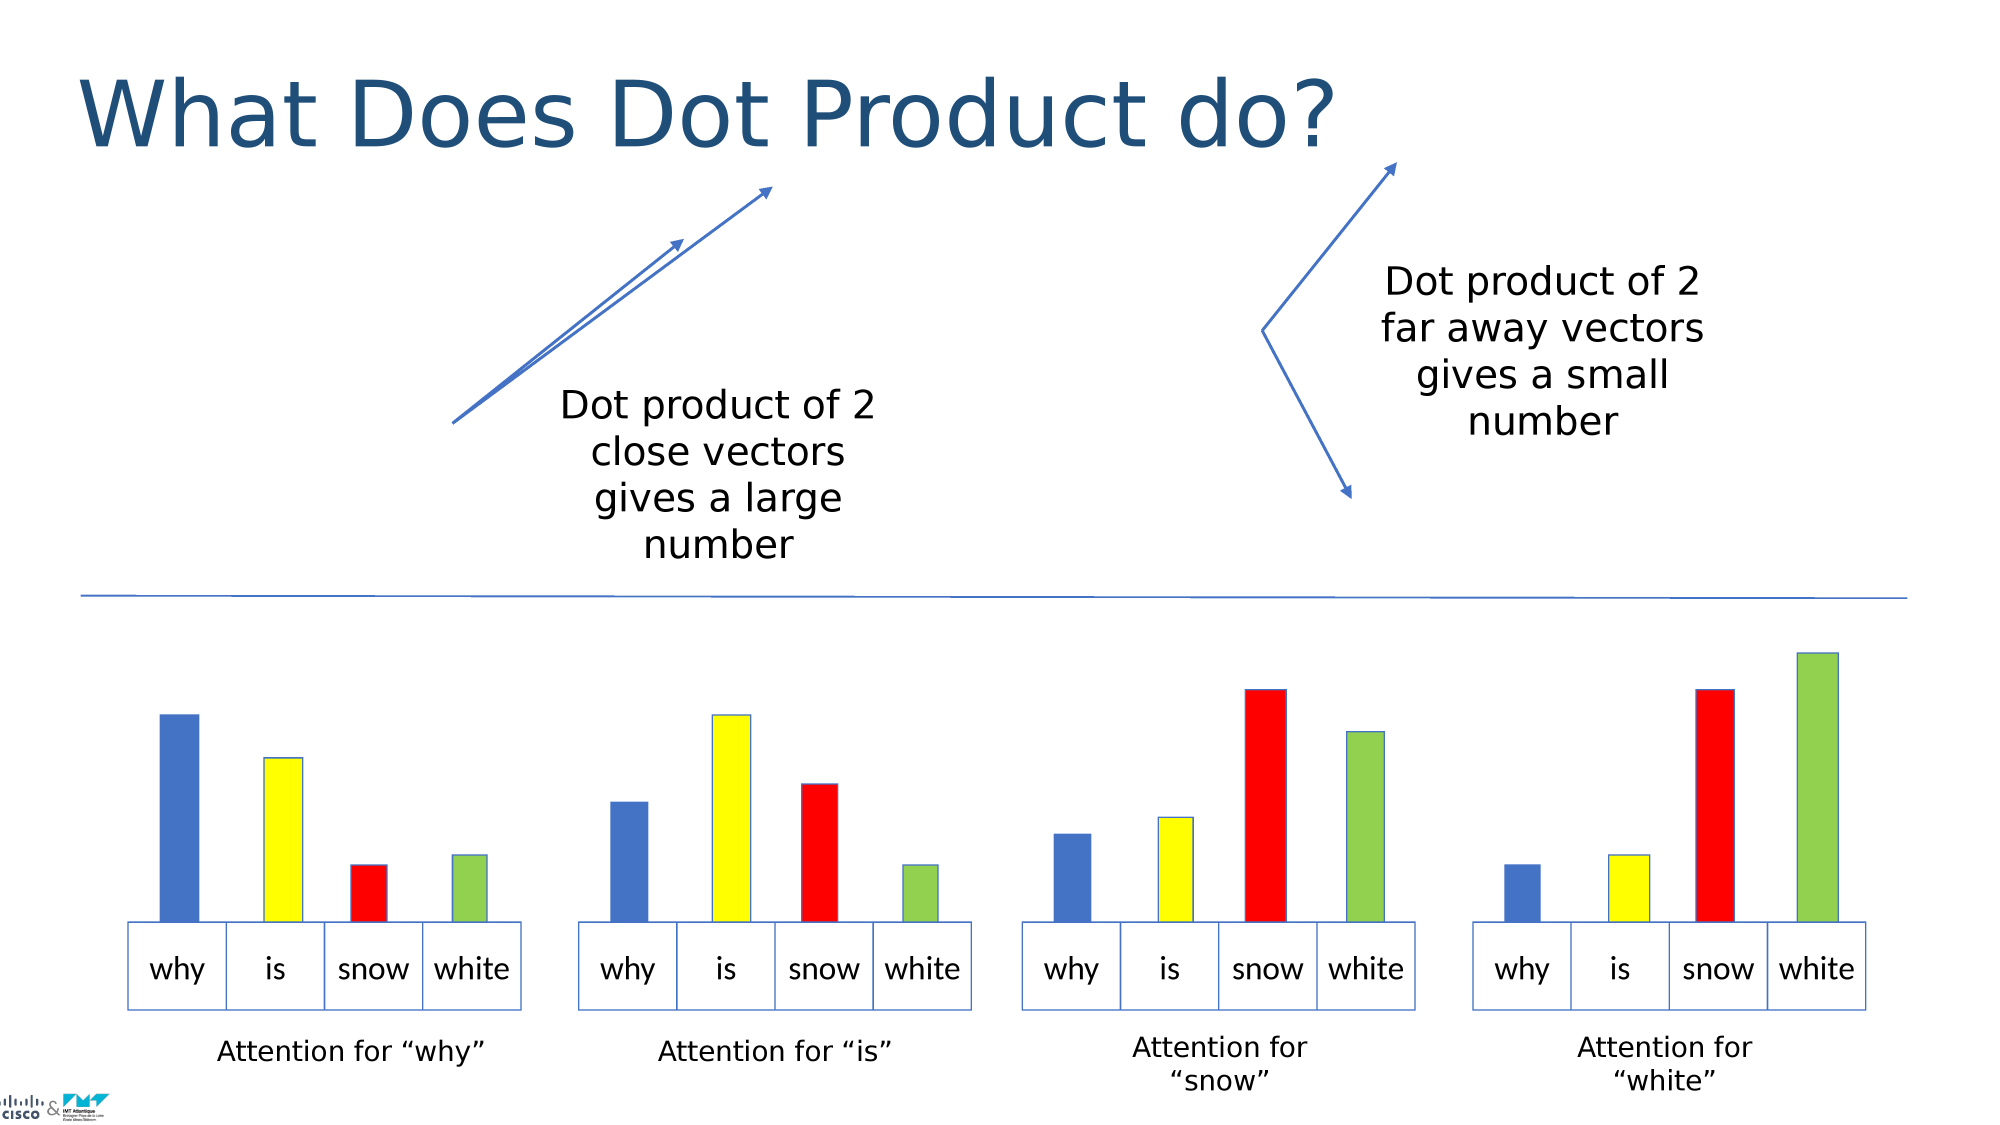 What Does Dot Product do?
Dot product of 2
close vectors
gives a large
number
Dot product of 2
far away vectors
gives a small
number
why is snow white
Attention for “why”
why is snow white
Attention for “is”
why is snow white
Attention for
“snow”
why is snow white
Attention for
“white”
CISCO & IMT Atlantique